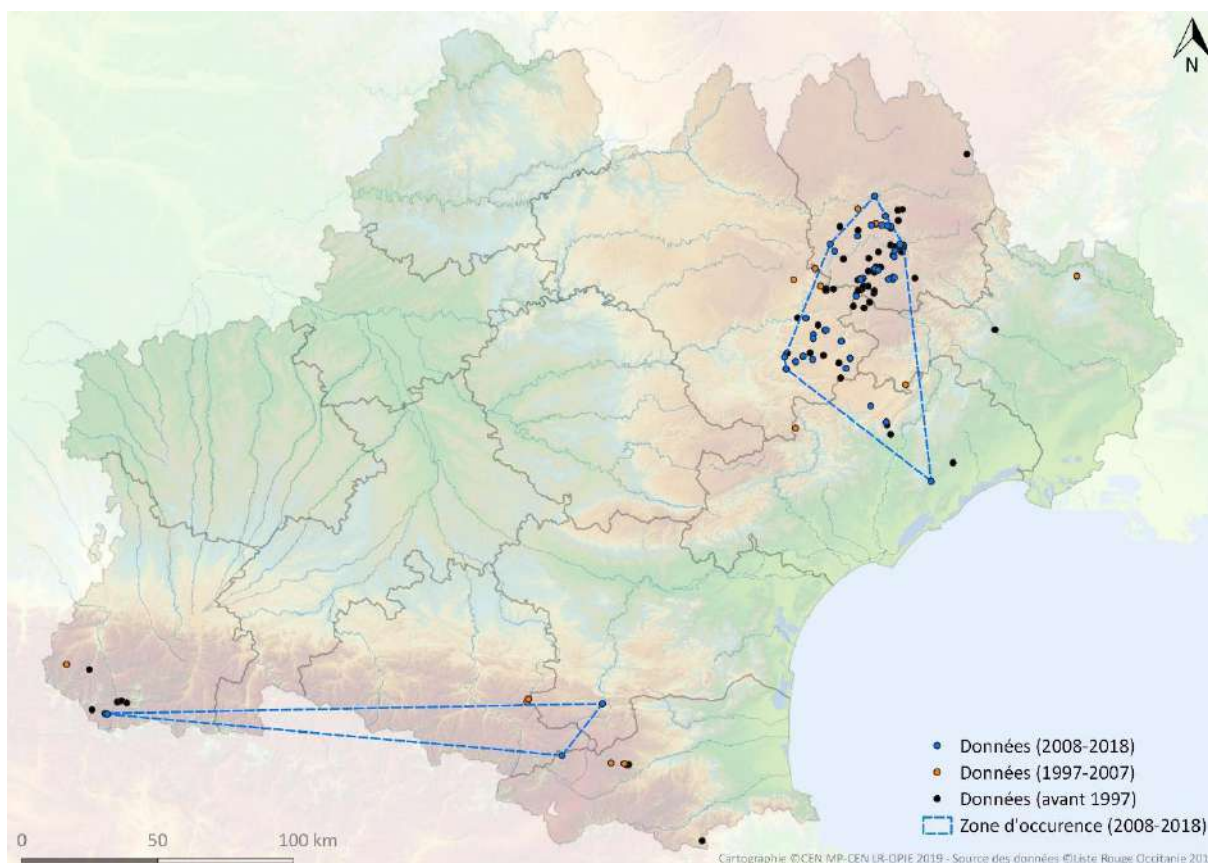 N
Données (2008-2018)
Données (1997-2007)
Données (avant 1997)
Zone d'occurence (2008-2018)
0 50 100 km
Cartographie ©CEN MP-CEN LR-OPIE 2019 - Source des données ©Liste Rouge Occitanie 201